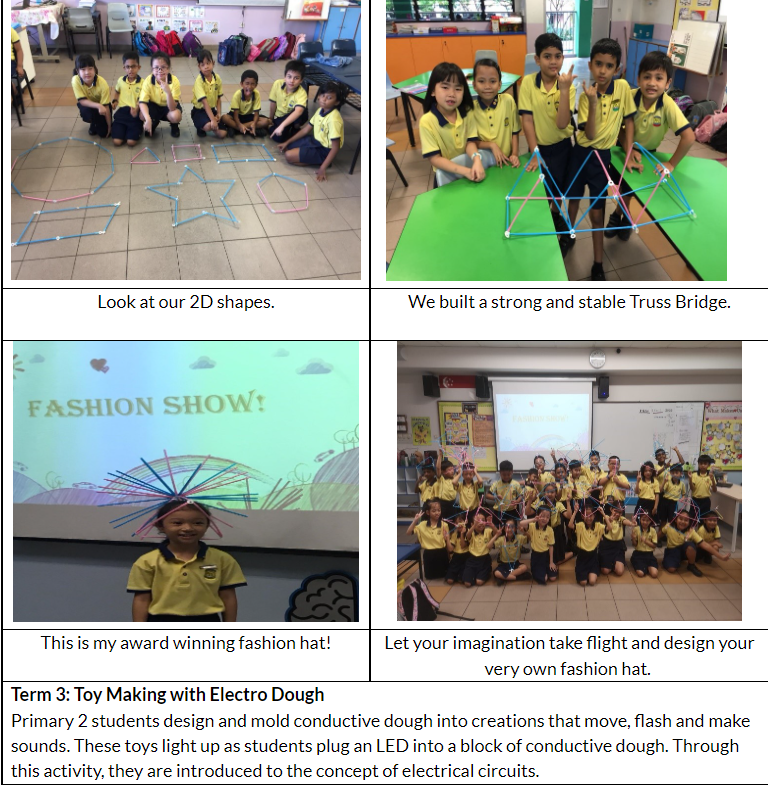 Look at our 2D shapes.
We built a strong and stable Truss Bridge.
FASHION SHOW!
This is my award winning fashion hat!
Let your imagination take flight and design your
very own fashion hat.
Term 3: Toy Making with Electro Dough
Primary 2 students design and mold conductive dough into creations that move, flash and make
sounds. These toys light up as students plug an LED into a block of conductive dough. Through
this activity, they are introduced to the concept of electrical circuits.